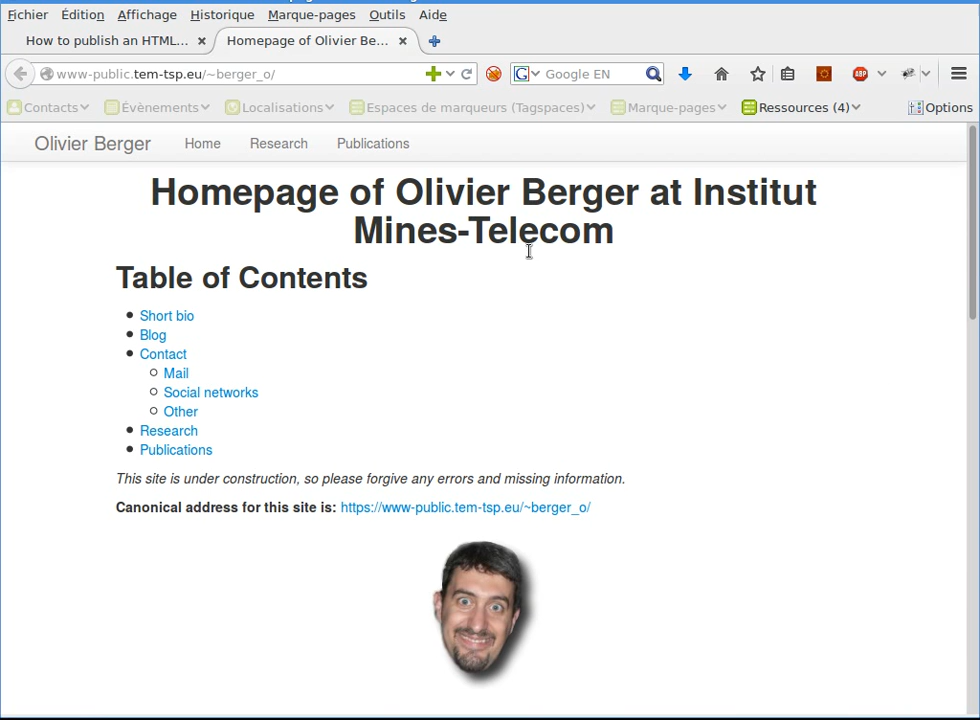 Fichier Édition Affichage Historique Marque-pages Outils Aide
How to publish an HTML... Homepage of Olivier Be...
www-public.tem-tsp.eu/~berger_o/ G Google EN ABP
Contacts Évènements Localisations Espaces de marqueurs (Tagspaces) Marque-pages Ressources (4) Options
Olivier Berger Home Research Publications
Homepage of Olivier Berger at Institut
Mines-Telecom
Table of Contents
Short bio
Blog
Contact
Mail
Social networks
Other
Research
Publications
This site is under construction, so please forgive any errors and missing information.
Canonical address for this site is: https://www-public.tem-tsp.eu/~berger_o/